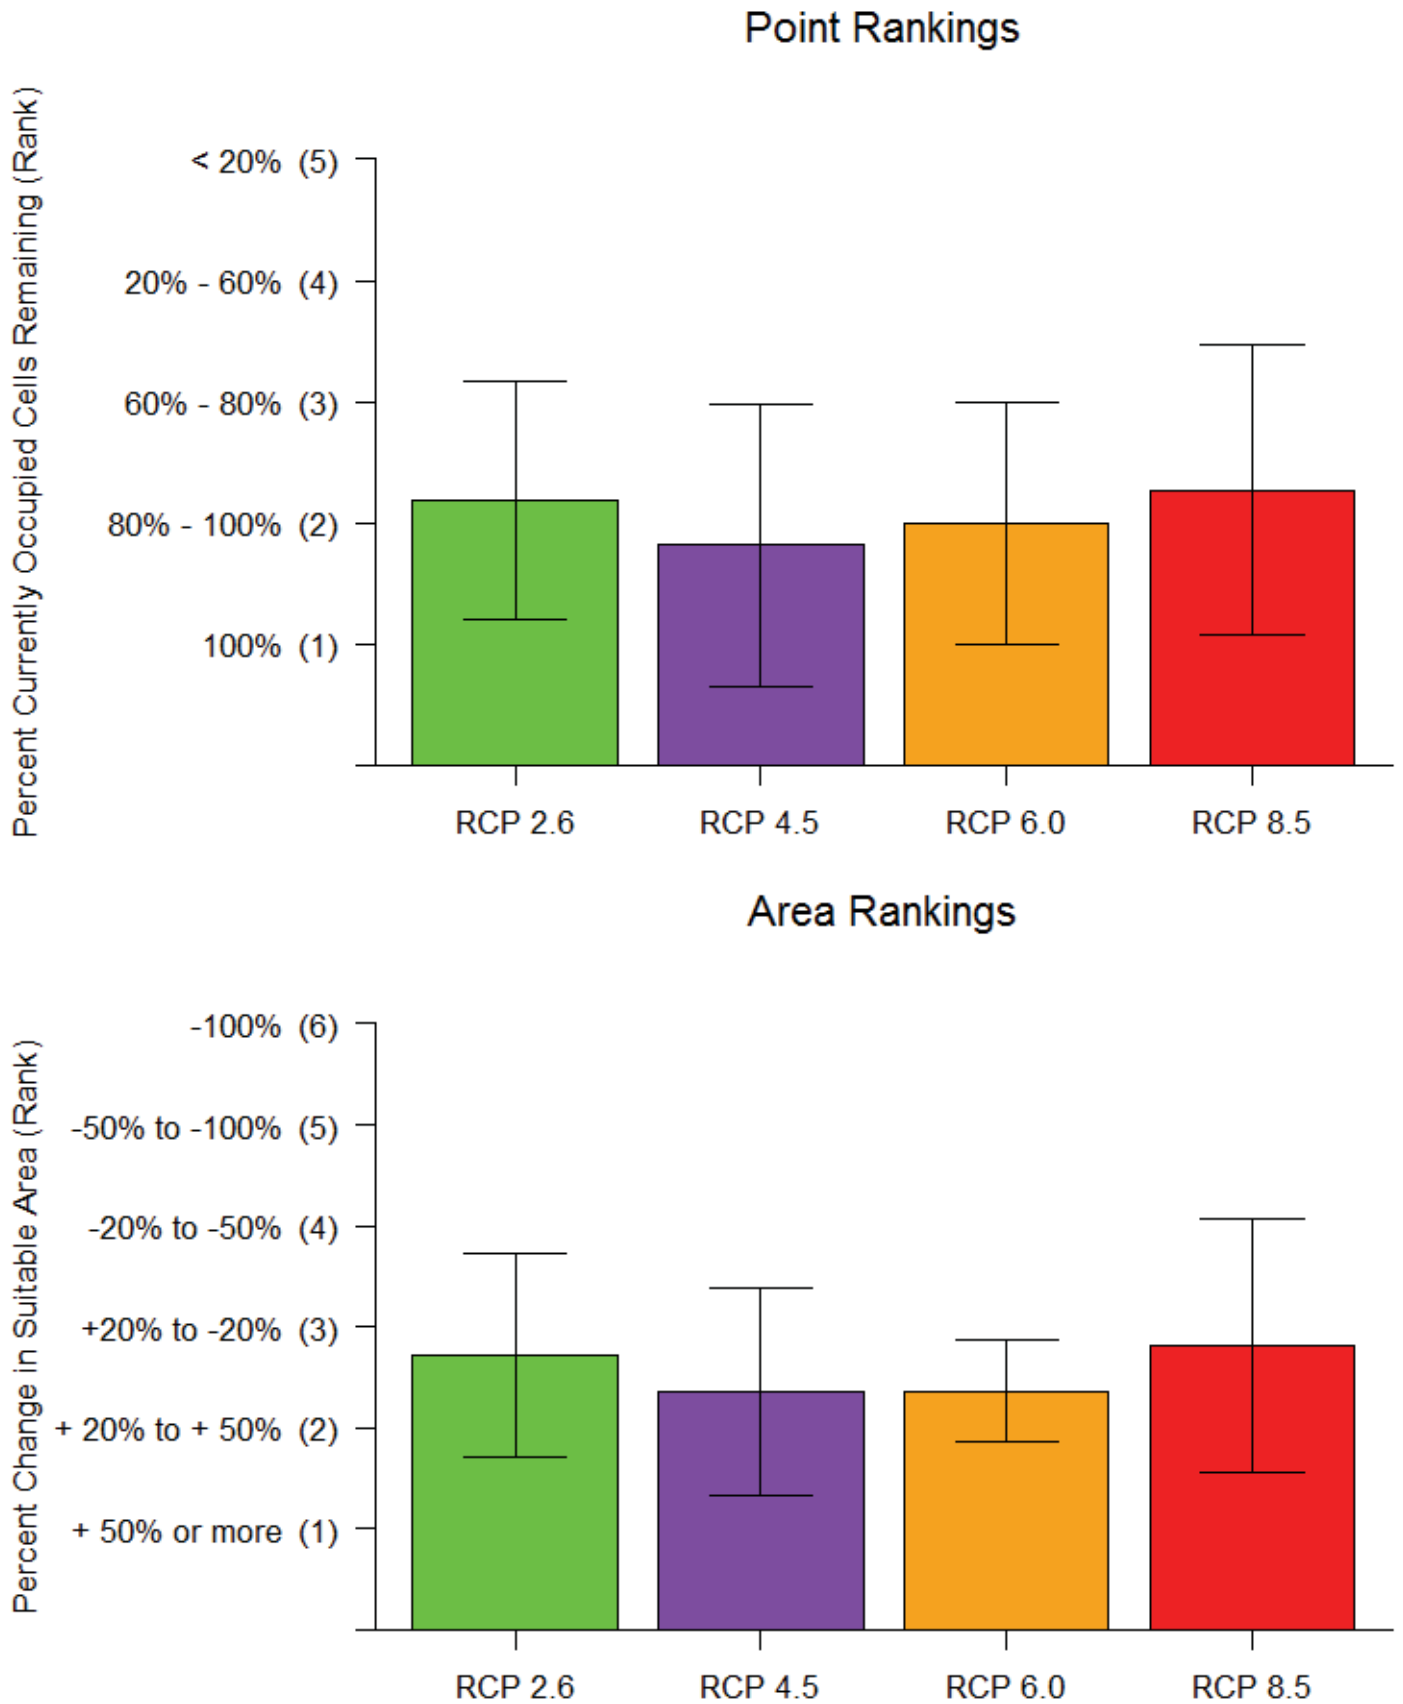 Point Rankings
Percent Currently Occupied Cells Remaining (Rank)
< 20% (5)
20% - 60% (4)
60% - 80% (3)
80% - 100% (2)
100% (1)
RCP 2.6
RCP 4.5
RCP 6.0
RCP 8.5
Area Rankings
Percent Change in Suitable Area (Rank)
-100% (6)
-50% to -100% (5)
-20% to -50% (4)
+20% to -20% (3)
+ 20% to + 50% (2)
+ 50% or more (1)
RCP 2.6
RCP 4.5
RCP 6.0
RCP 8.5